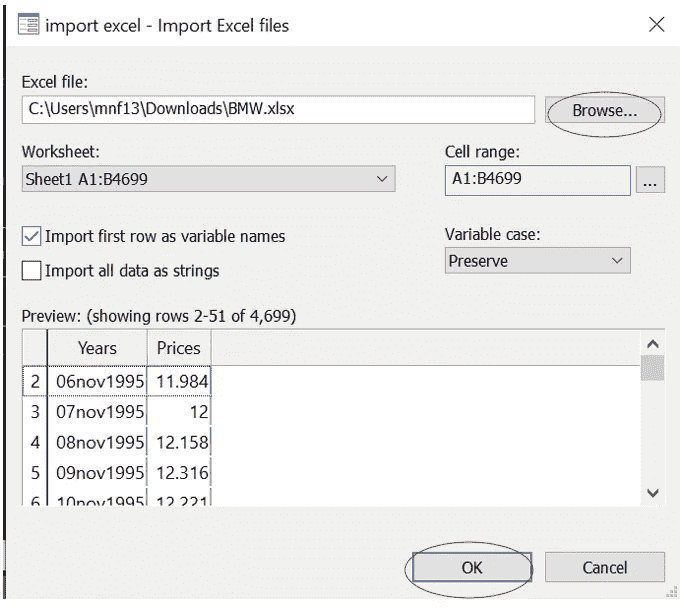 import excel - Import Excel files
Excel file:
C:\Users\mnf13\Downloads\BMW.xlsx
Browse...
Worksheet:
Cell range:
Sheet1 A1:B4699
A1:B4699
...
Import first row as variable names
Variable case:
Import all data as strings
Preserve
Preview: (showing rows 2-51 of 4,699)
Years Prices
2 06nov1995 11.984
3 07nov1995 12
4 08nov1995 12.158
5 09nov1995 12.316
6 10nov1995 12.221
OK Cancel